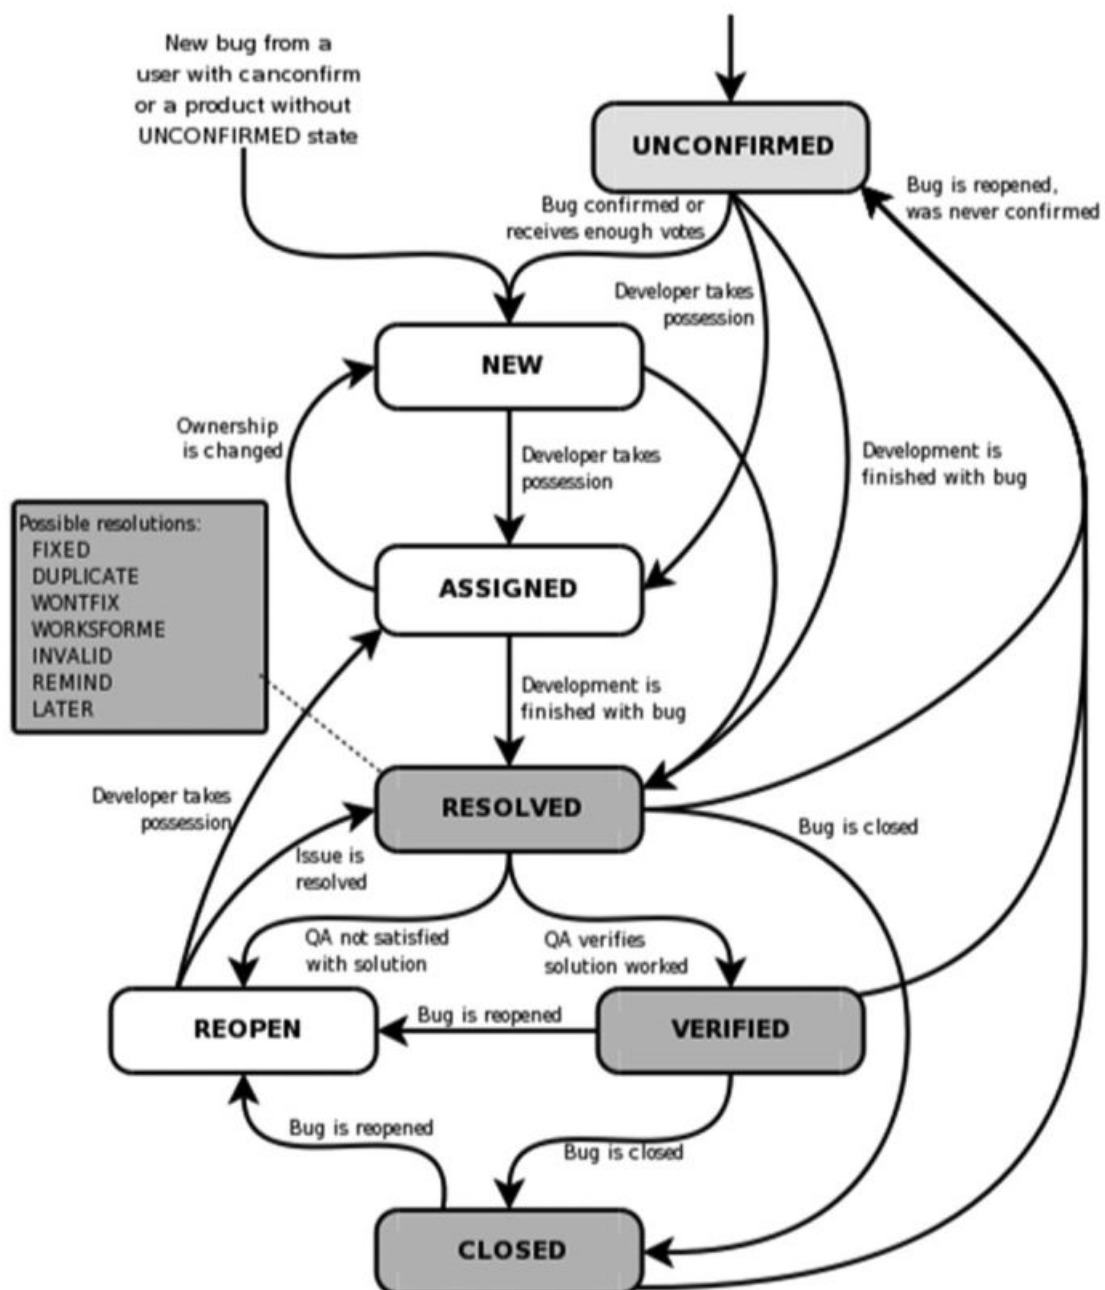 New bug from a
user with canconfirm
or a product without
UNCONFIRMED state
UNCONFIRMED
Bug is reopened,
was never confirmed
Bug confirmed or
receives enough votes
Developer takes
possession
NEW
Ownership
is changed
Developer takes
possession
Development is
finished with bug
Possible resolutions:
FIXED
DUPLICATE
WONTFIX
WORKSFORME
INVALID
REMIND
LATER
ASSIGNED
Development is
finished with bug
Developer takes
possession
RESOLVED
Bug is closed
Issue is
resolved
QA not satisfied
with solution
QA verifies
solution worked
REOPEN
Bug is reopened
VERIFIED
Bug is reopened
Bug is closed
CLOSED